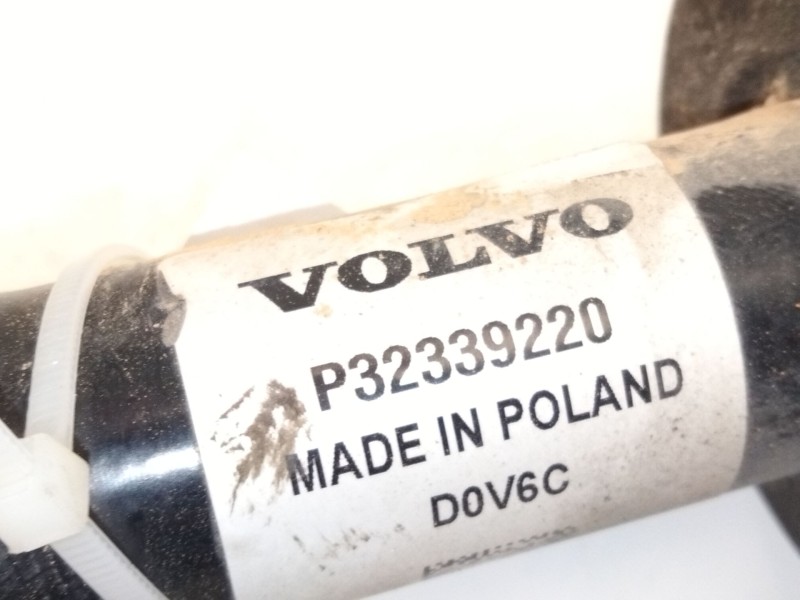 VOLVO
P32339220
MADE IN POLAND
D0V6C